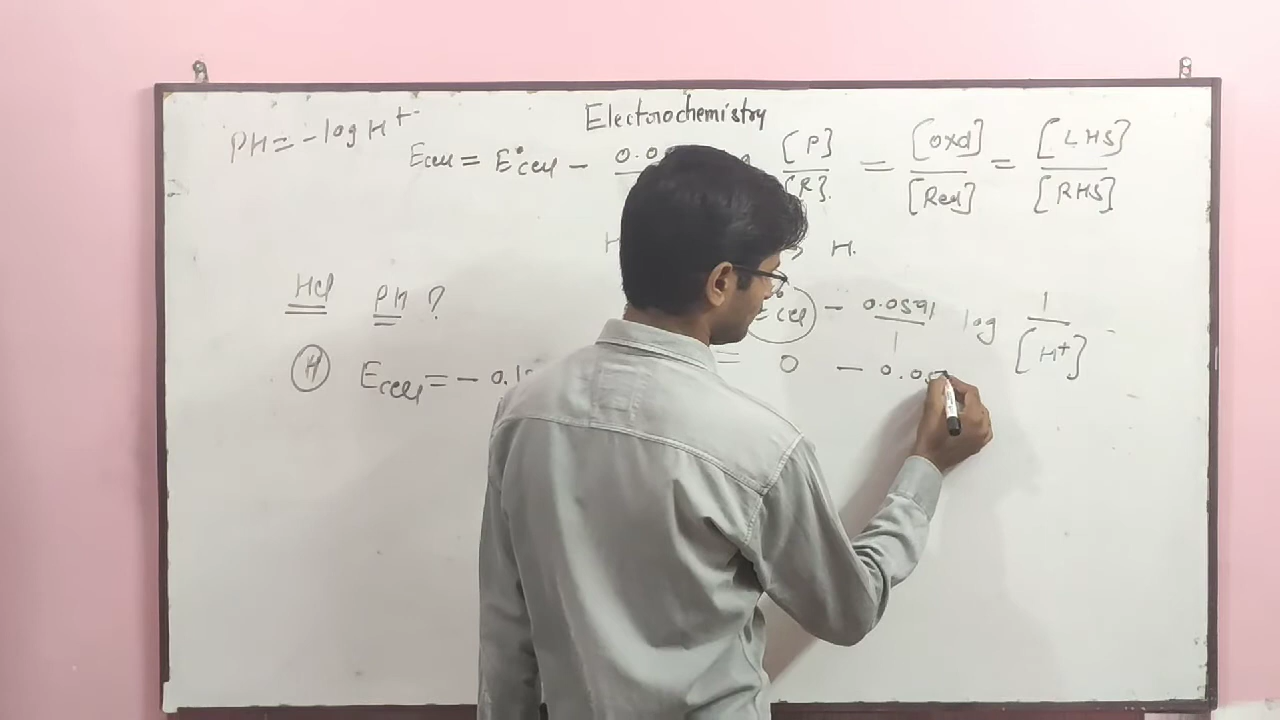 Electrochemistry
PH = - log H+
Ecell = E°cell - 0.0 [P] / [R]. = [oxd] / [Red] = [LHS] / [RHS]
H H.
HCl PH ?
°cell - 0.0591 / 1 log 1 / [H+]
(H) Ecell = - 0.1 = 0 - 0.05